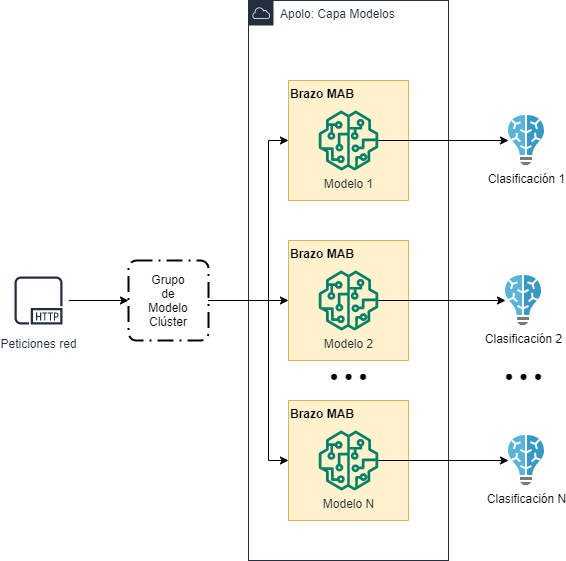 Apolo: Capa Modelos
Brazo MAB
Modelo 1
Clasificación 1
HTTP
Peticiones red
Grupo
de
Modelo
Clúster
Brazo MAB
Modelo 2
Clasificación 2
Brazo MAB
Modelo N
Clasificación N